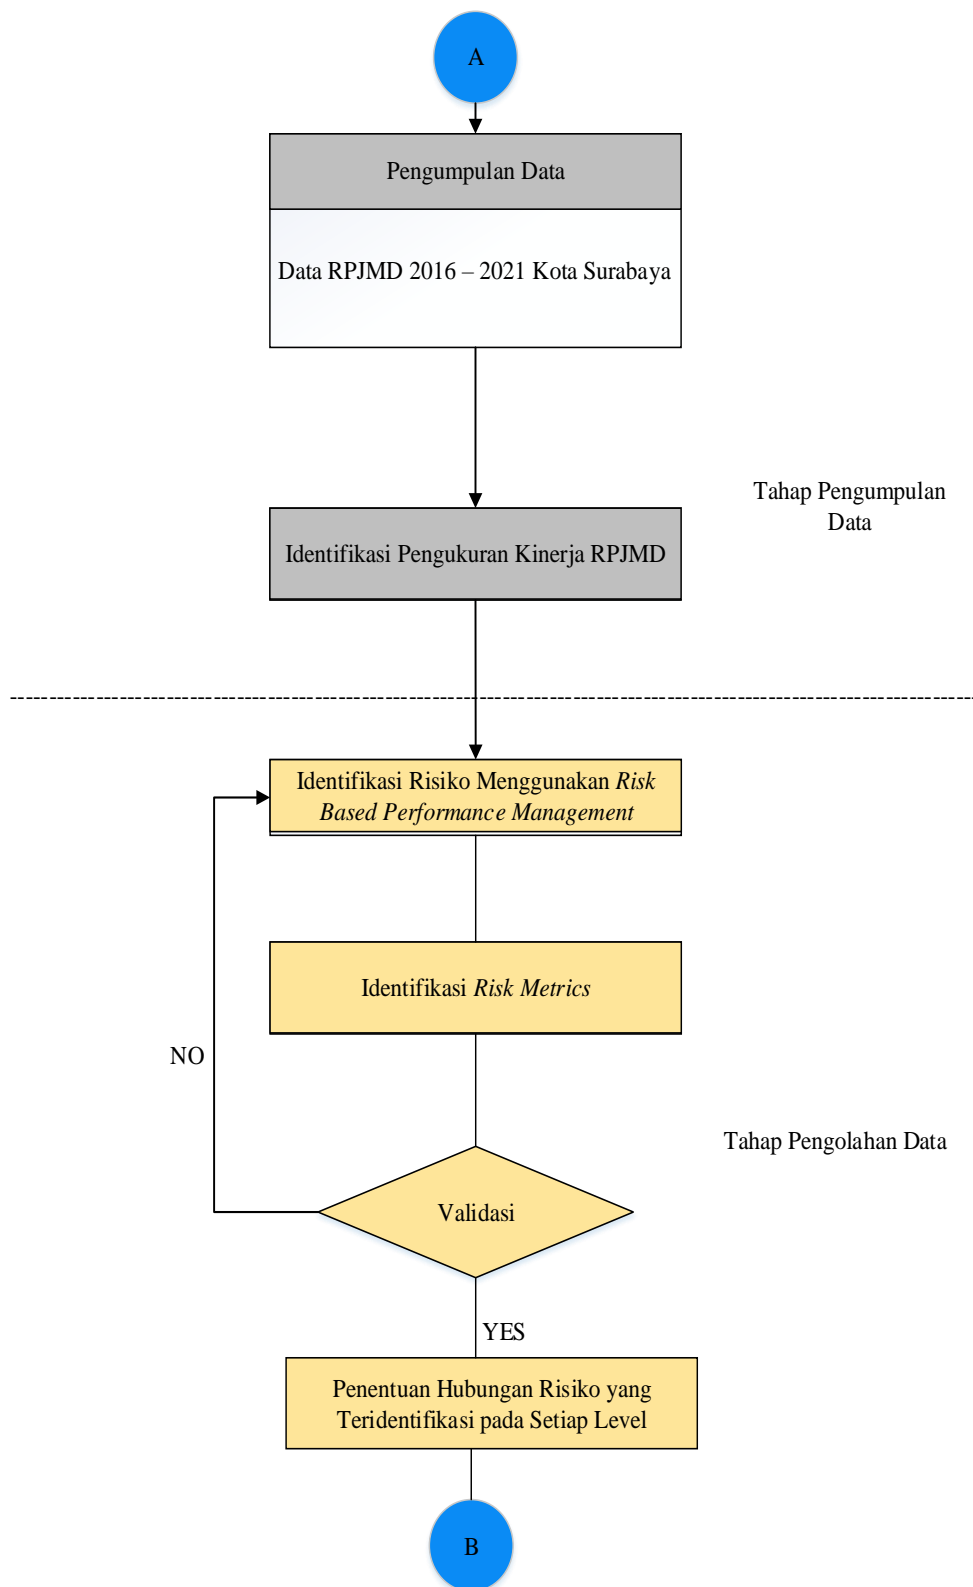 A
Pengumpulan Data
Data RPJMD 2016 – 2021 Kota Surabaya
Tahap Pengumpulan
Data
Identifikasi Pengukuran Kinerja RPJMD
Identifikasi Risiko Menggunakan Risk
Based Performance Management
Identifikasi Risk Metrics
NO
Tahap Pengolahan Data
Validasi
YES
Penentuan Hubungan Risiko yang
Teridentifikasi pada Setiap Level
B